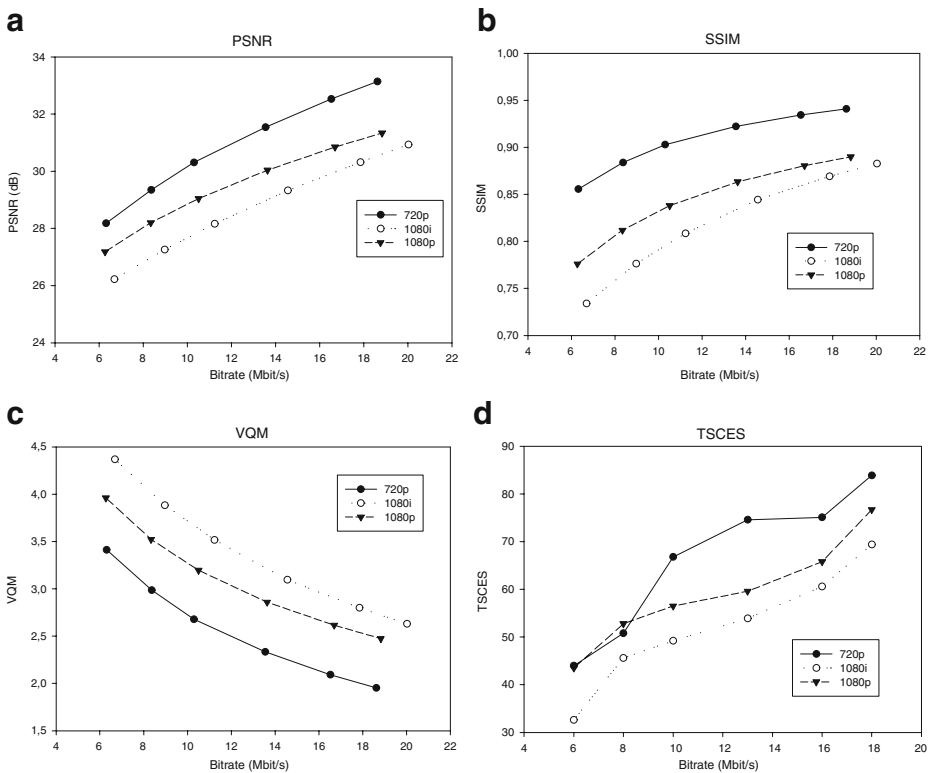 a
PSNR
34
32
30
28
26
24
PSNR (dB)
4 6 8 10 12 14 16 18 20 22
Bitrate (Mbit/s)
720p
1080i
1080p
b
SSIM
1,00
0,95
0,90
0,85
0,80
0,75
0,70
SSIM
4 6 8 10 12 14 16 18 20 22
Bitrate (Mbit/s)
720p
1080i
1080p
c
VQM
4,5
4,0
3,5
3,0
2,5
2,0
1,5
VQM
4 6 8 10 12 14 16 18 20 22
Bitrate (Mbit/s)
720p
1080i
1080p
d
TSCES
90
80
70
60
50
40
30
TSCES
4 6 8 10 12 14 16 18 20
Bitrate (Mbit/s)
720p
1080i
1080p